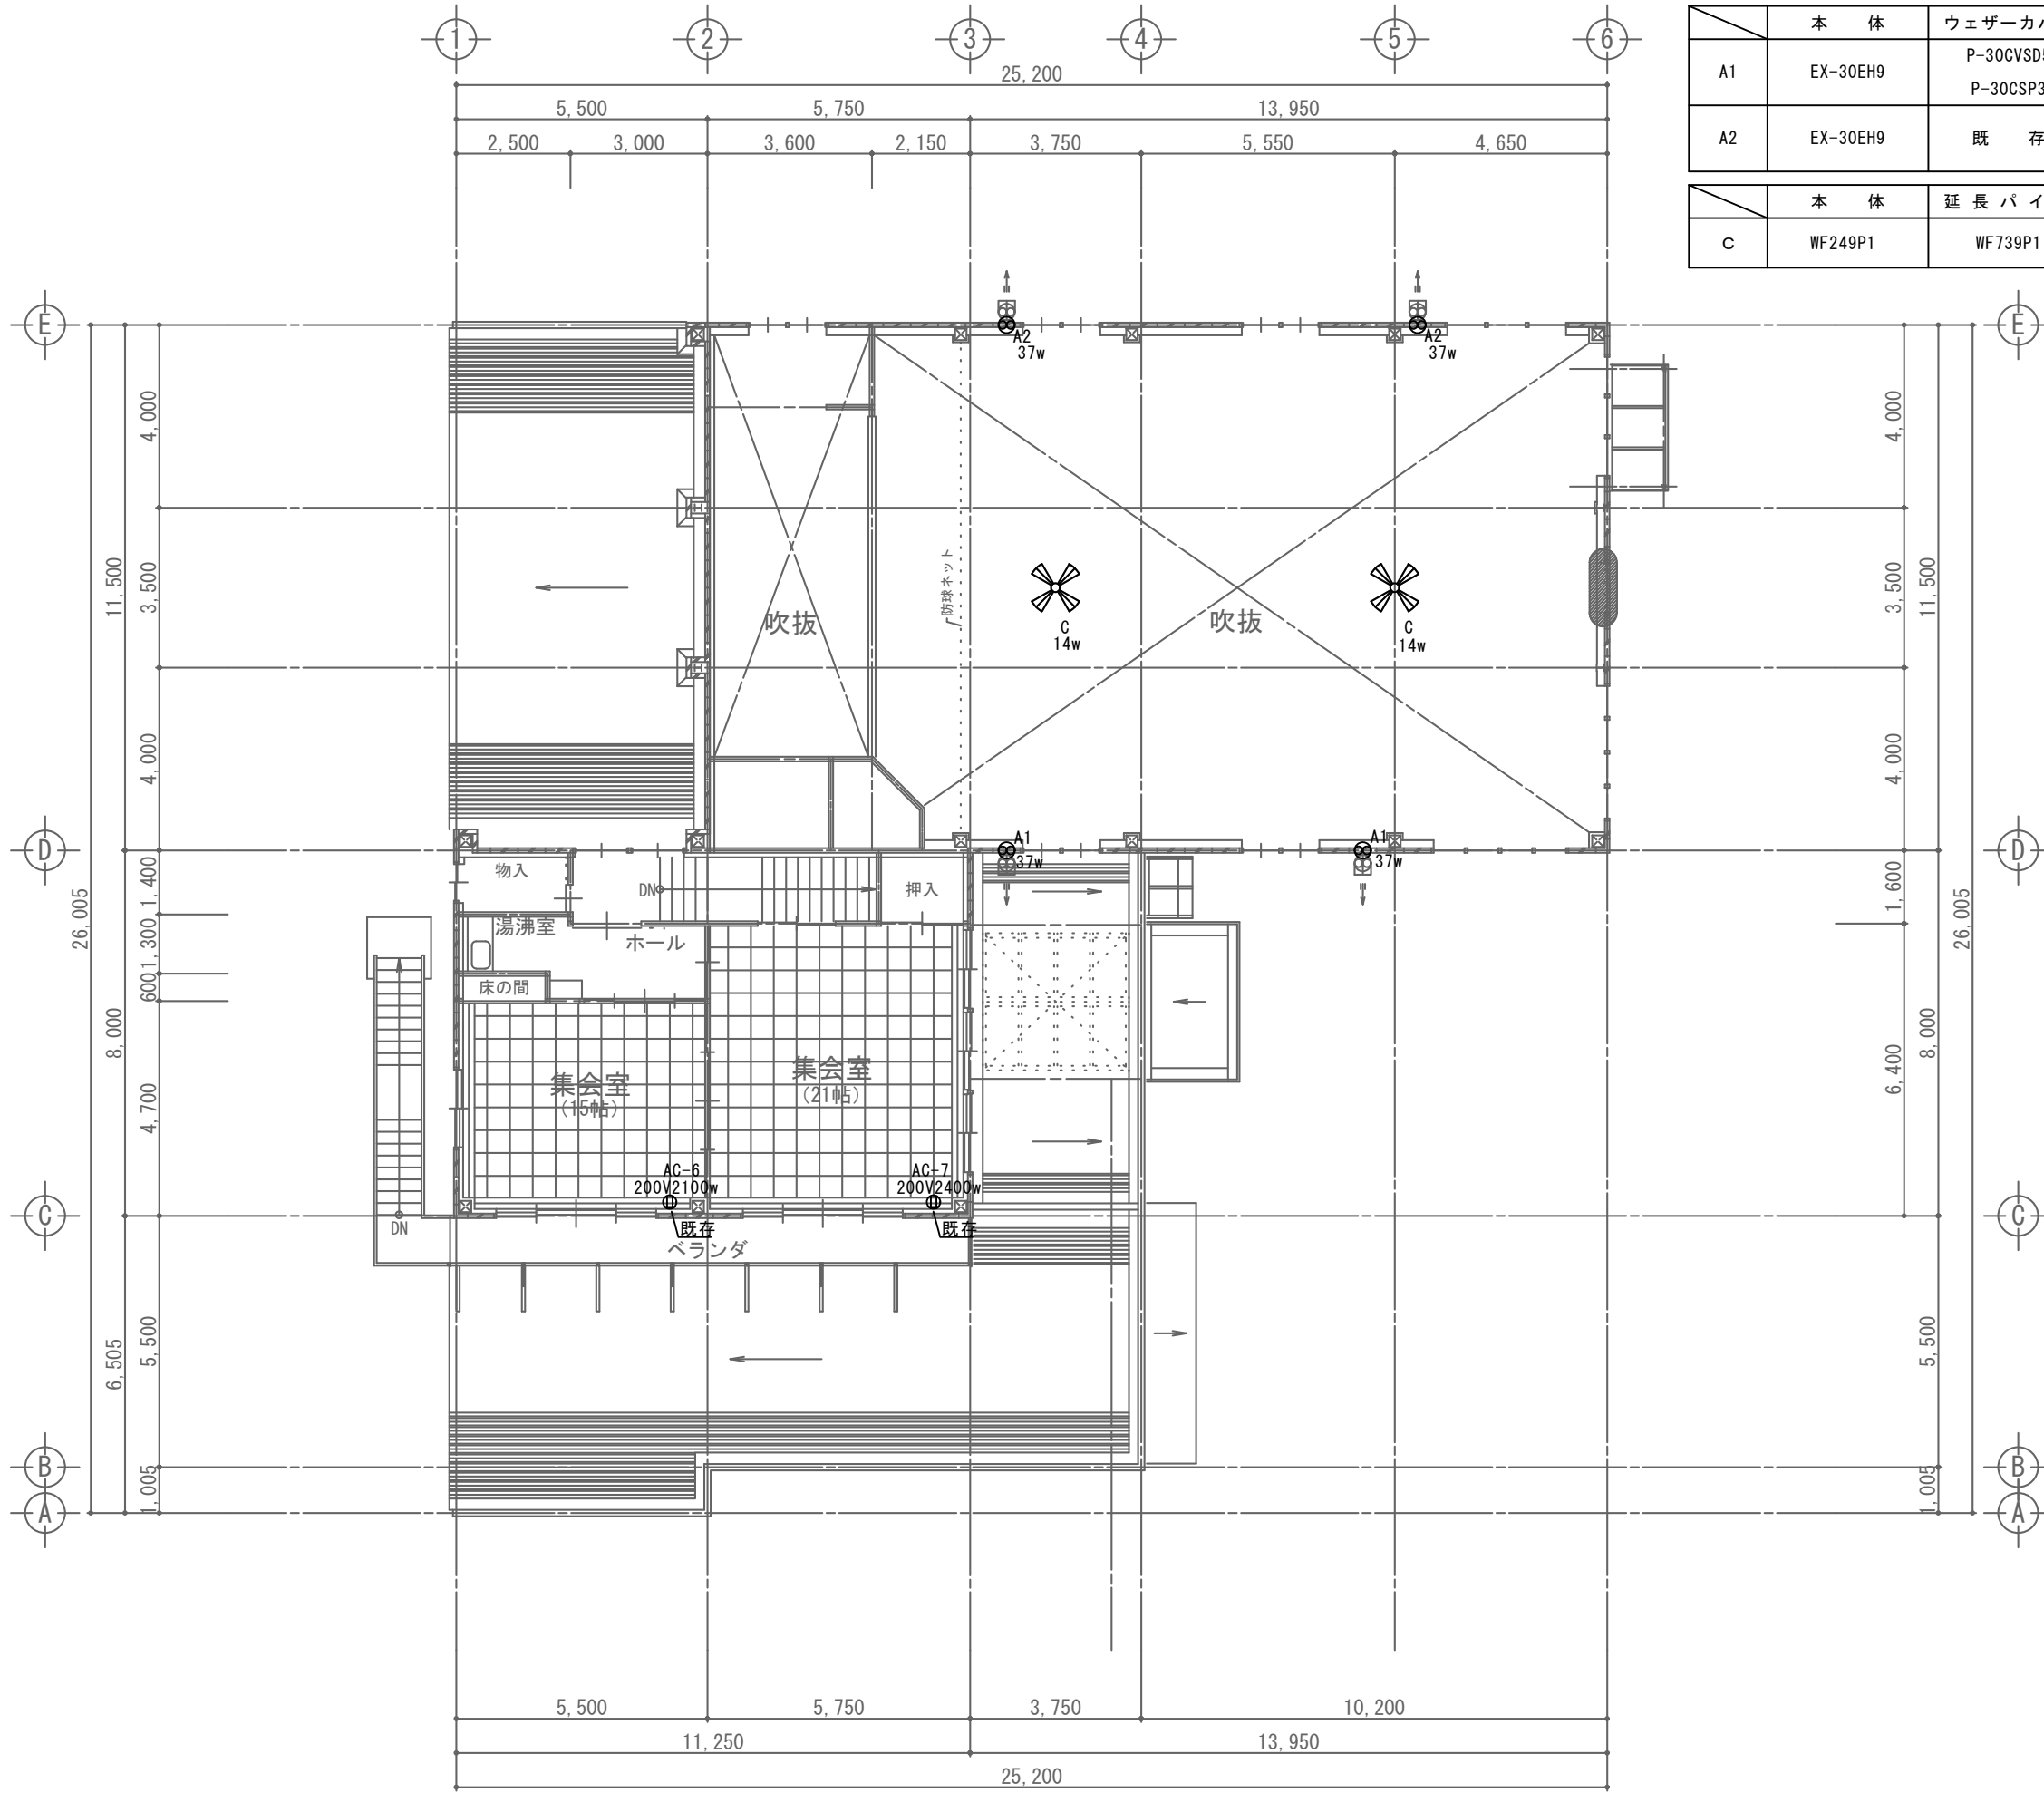 1 2 3 4 5 6
25,200
5,500 5,750 13,950
2,500 3,000 3,600 2,150 3,750 5,550 4,650
本 体 ウェザーカ
A1 EX-30EH9 P-30CVSD
P-30CSP3
A2 EX-30EH9 既 存
本 体 延 長 パ イ
C WF249P1 WF739P1
E E
A2
37w
A2
37w
4,000 4,000
11,500 3,500 3,500 11,500
防球ネット
吹抜 吹抜
C
14w
C
14w
4,000 4,000
D D
A1
37w
A1
37w
物入
DN
押入
1,400 1,600
湯沸室
ホール
26,005 1,300 26,005
600
床の間
8,000 8,000
集会室
(15帖)
集会室
(21帖)
4,700 6,400
AC-6
200V2100w
AC-7
200V2400w
C C
DN
既存 既存
ベランダ
6,505 5,500 5,500
B B
1,005 1,005
A A
5,500 5,750 3,750 10,200
11,250 13,950
25,200